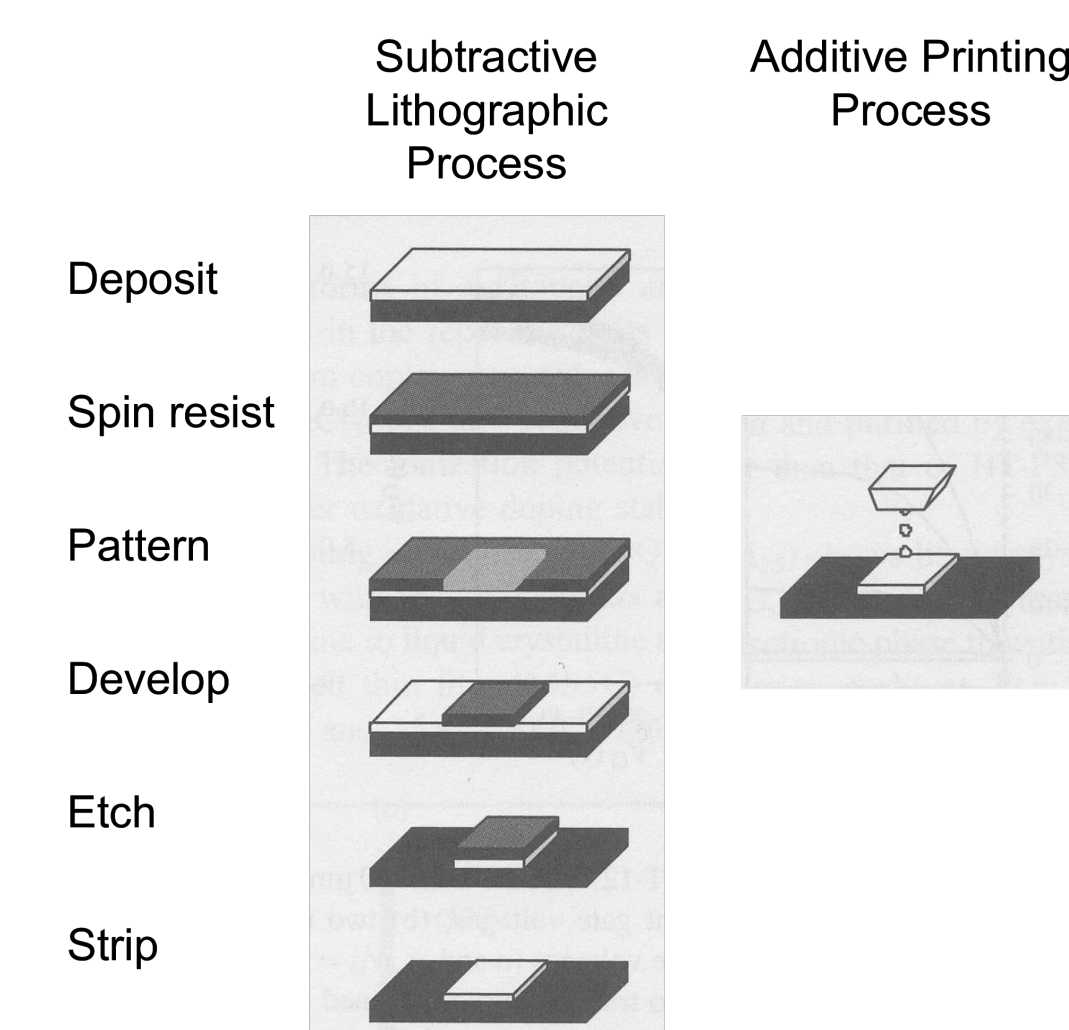 Subtractive
Lithographic
Process
Additive Printing
Process
Deposit
Spin resist
Pattern
Develop
Etch
Strip